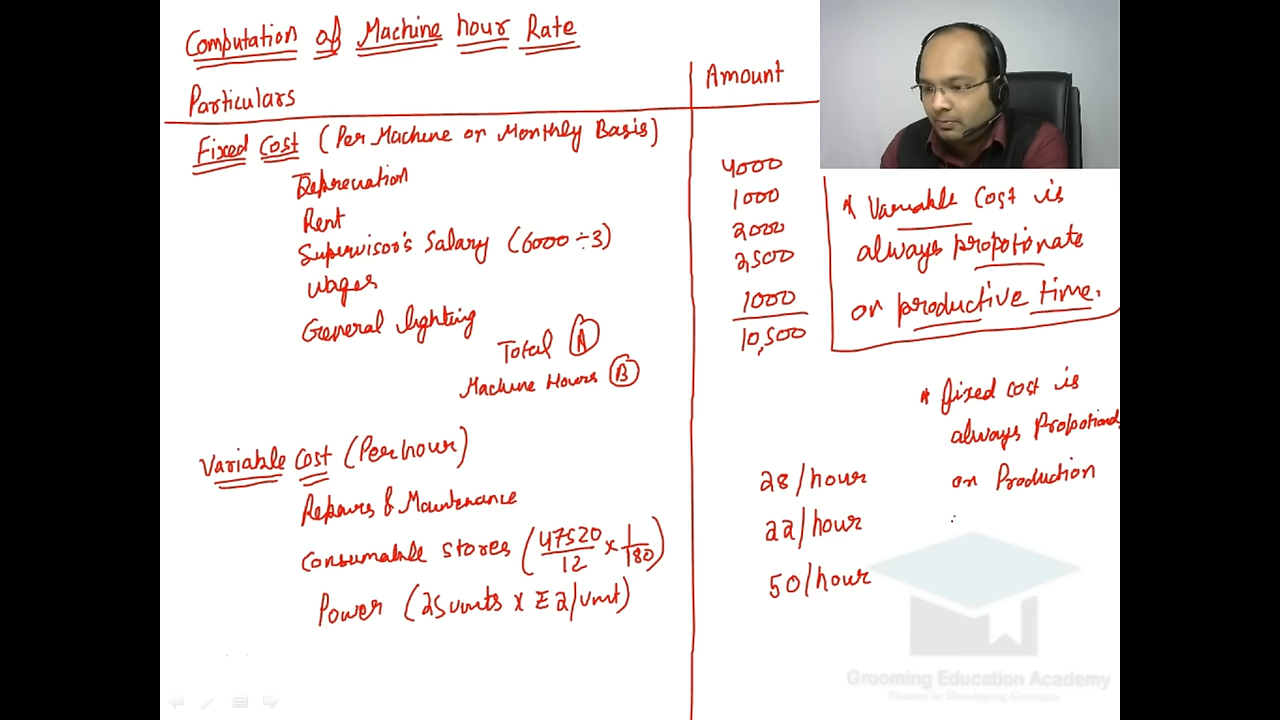 Computation of Machine hour Rate
Particulars
Amount
Fixed Cost (Per Machine or Monthly Basis)
Depreciation
4000
Rent
1000
Supervisor's Salary (6000 ÷ 3)
2000
Wages
2500
General lighting
1000
Total (A)
10,500
Machine Hours (B)
Variable Cost (Per hour)
Repairs & Maintenance
28/hour
Consumable Stores (47520/12 × 1/180)
22/hour
Power (25 units × ₹ 2/unit)
50/hour
* Variable Cost is
always propotionate
on productive time.
* fixed cost is
always Propotional
on Production
Grooming Education Academy